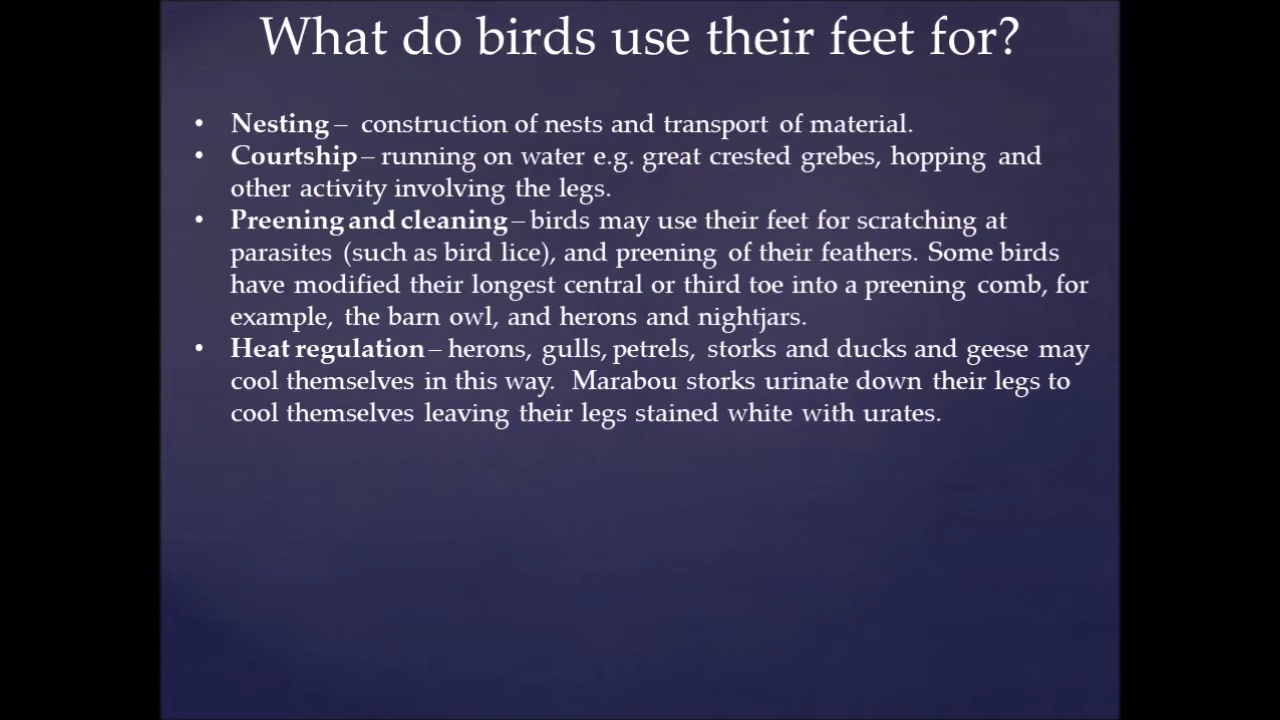 What do birds use their feet for?
• Nesting – construction of nests and transport of material.
• Courtship – running on water e.g. great crested grebes, hopping and
other activity involving the legs.
• Preening and cleaning – birds may use their feet for scratching at
parasites (such as bird lice), and preening of their feathers. Some birds
have modified their longest central or third toe into a preening comb, for
example, the barn owl, and herons and nightjars.
• Heat regulation – herons, gulls, petrels, storks and ducks and geese may
cool themselves in this way. Marabou storks urinate down their legs to
cool themselves leaving their legs stained white with urates.